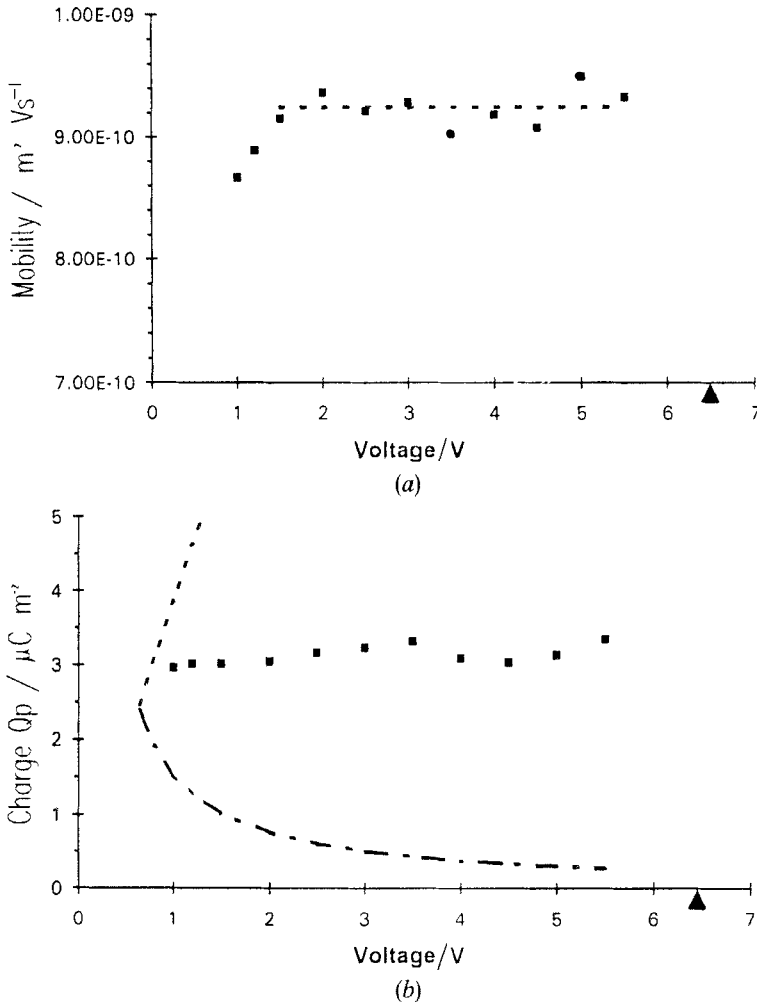 1.00E-09
9.00E-10
8.00E-10
7.00E-10
Mobility / m' Vs⁻¹
0 1 2 3 4 5 6 7
Voltage/V
(a)
5
4
3
2
1
0
Charge Qp / μC m⁻²
0 1 2 3 4 5 6 7
Voltage/V
(b)